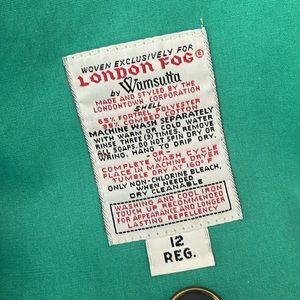 WOVEN EXCLUSIVELY FOR
LONDON FOG®
by Wamsutta
MADE AND STYLED BY THE
LONDONTOWN CORPORATION
SHELL
65% FORTREL POLYESTER
35% COMBED COTTON
MACHINE WASH SEPARATELY
WITH WARM OR COLD WATER
RINSE THREE (3) TIMES. REMOVE
ALL SOAPS. DO NOT SPIN DRY OR
WRING. HANG TO DRIP DRY.
OR
COMPLETE WASH CYCLE
PLACE IN MACHINE DRYER
TUMBLE DRY AT 160°F
ONLY NON-CHLORINE BLEACH,
WHEN NEEDED
DRY CLEANABLE
WASHING AND COOL IRON
TOUCH UP RECOMMENDED
FOR APPEARANCE AND LONGER
LASTING REPELLENCY
12
REG.